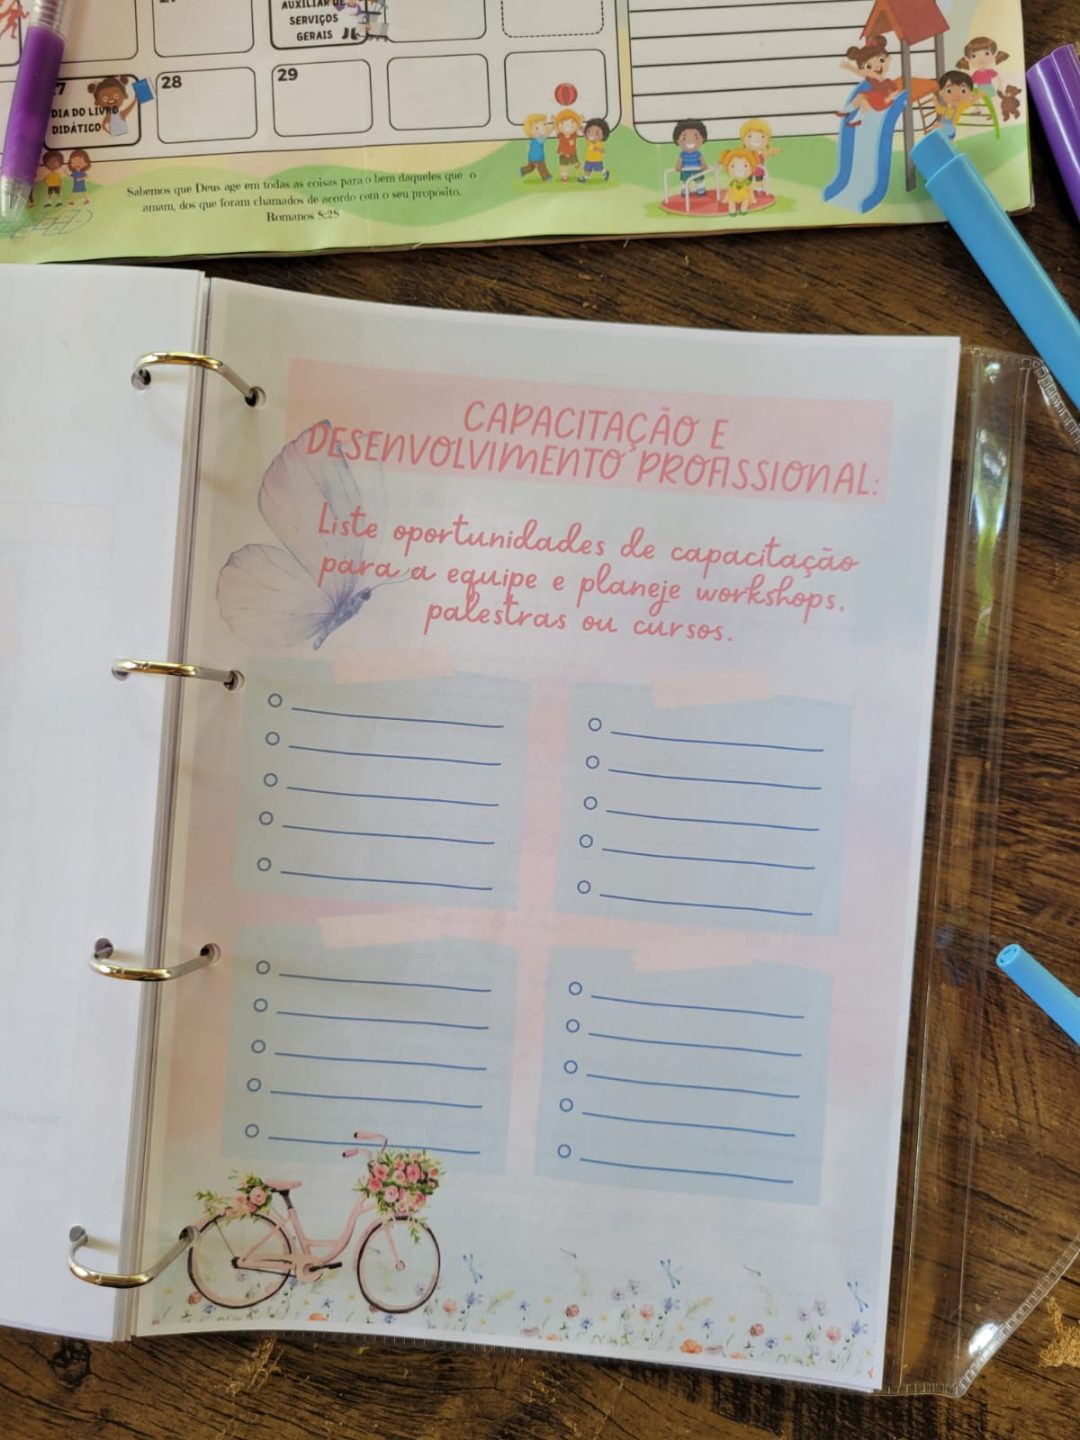 AUXILIAR DE
SERVIÇOS
GERAIS
28
29
DIA DO LIVRO
DIDÁTICO
Sabemos que Deus age em todas as coisas para o bem daqueles que o
amam, dos que foram chamados de acordo com o seu propósito.
Romanos 8:28
CAPACITAÇÃO E
DESENVOLVIMENTO PROFISSIONAL:
Liste oportunidades de capacitação
para a equipe e planeje workshops,
palestras ou cursos.